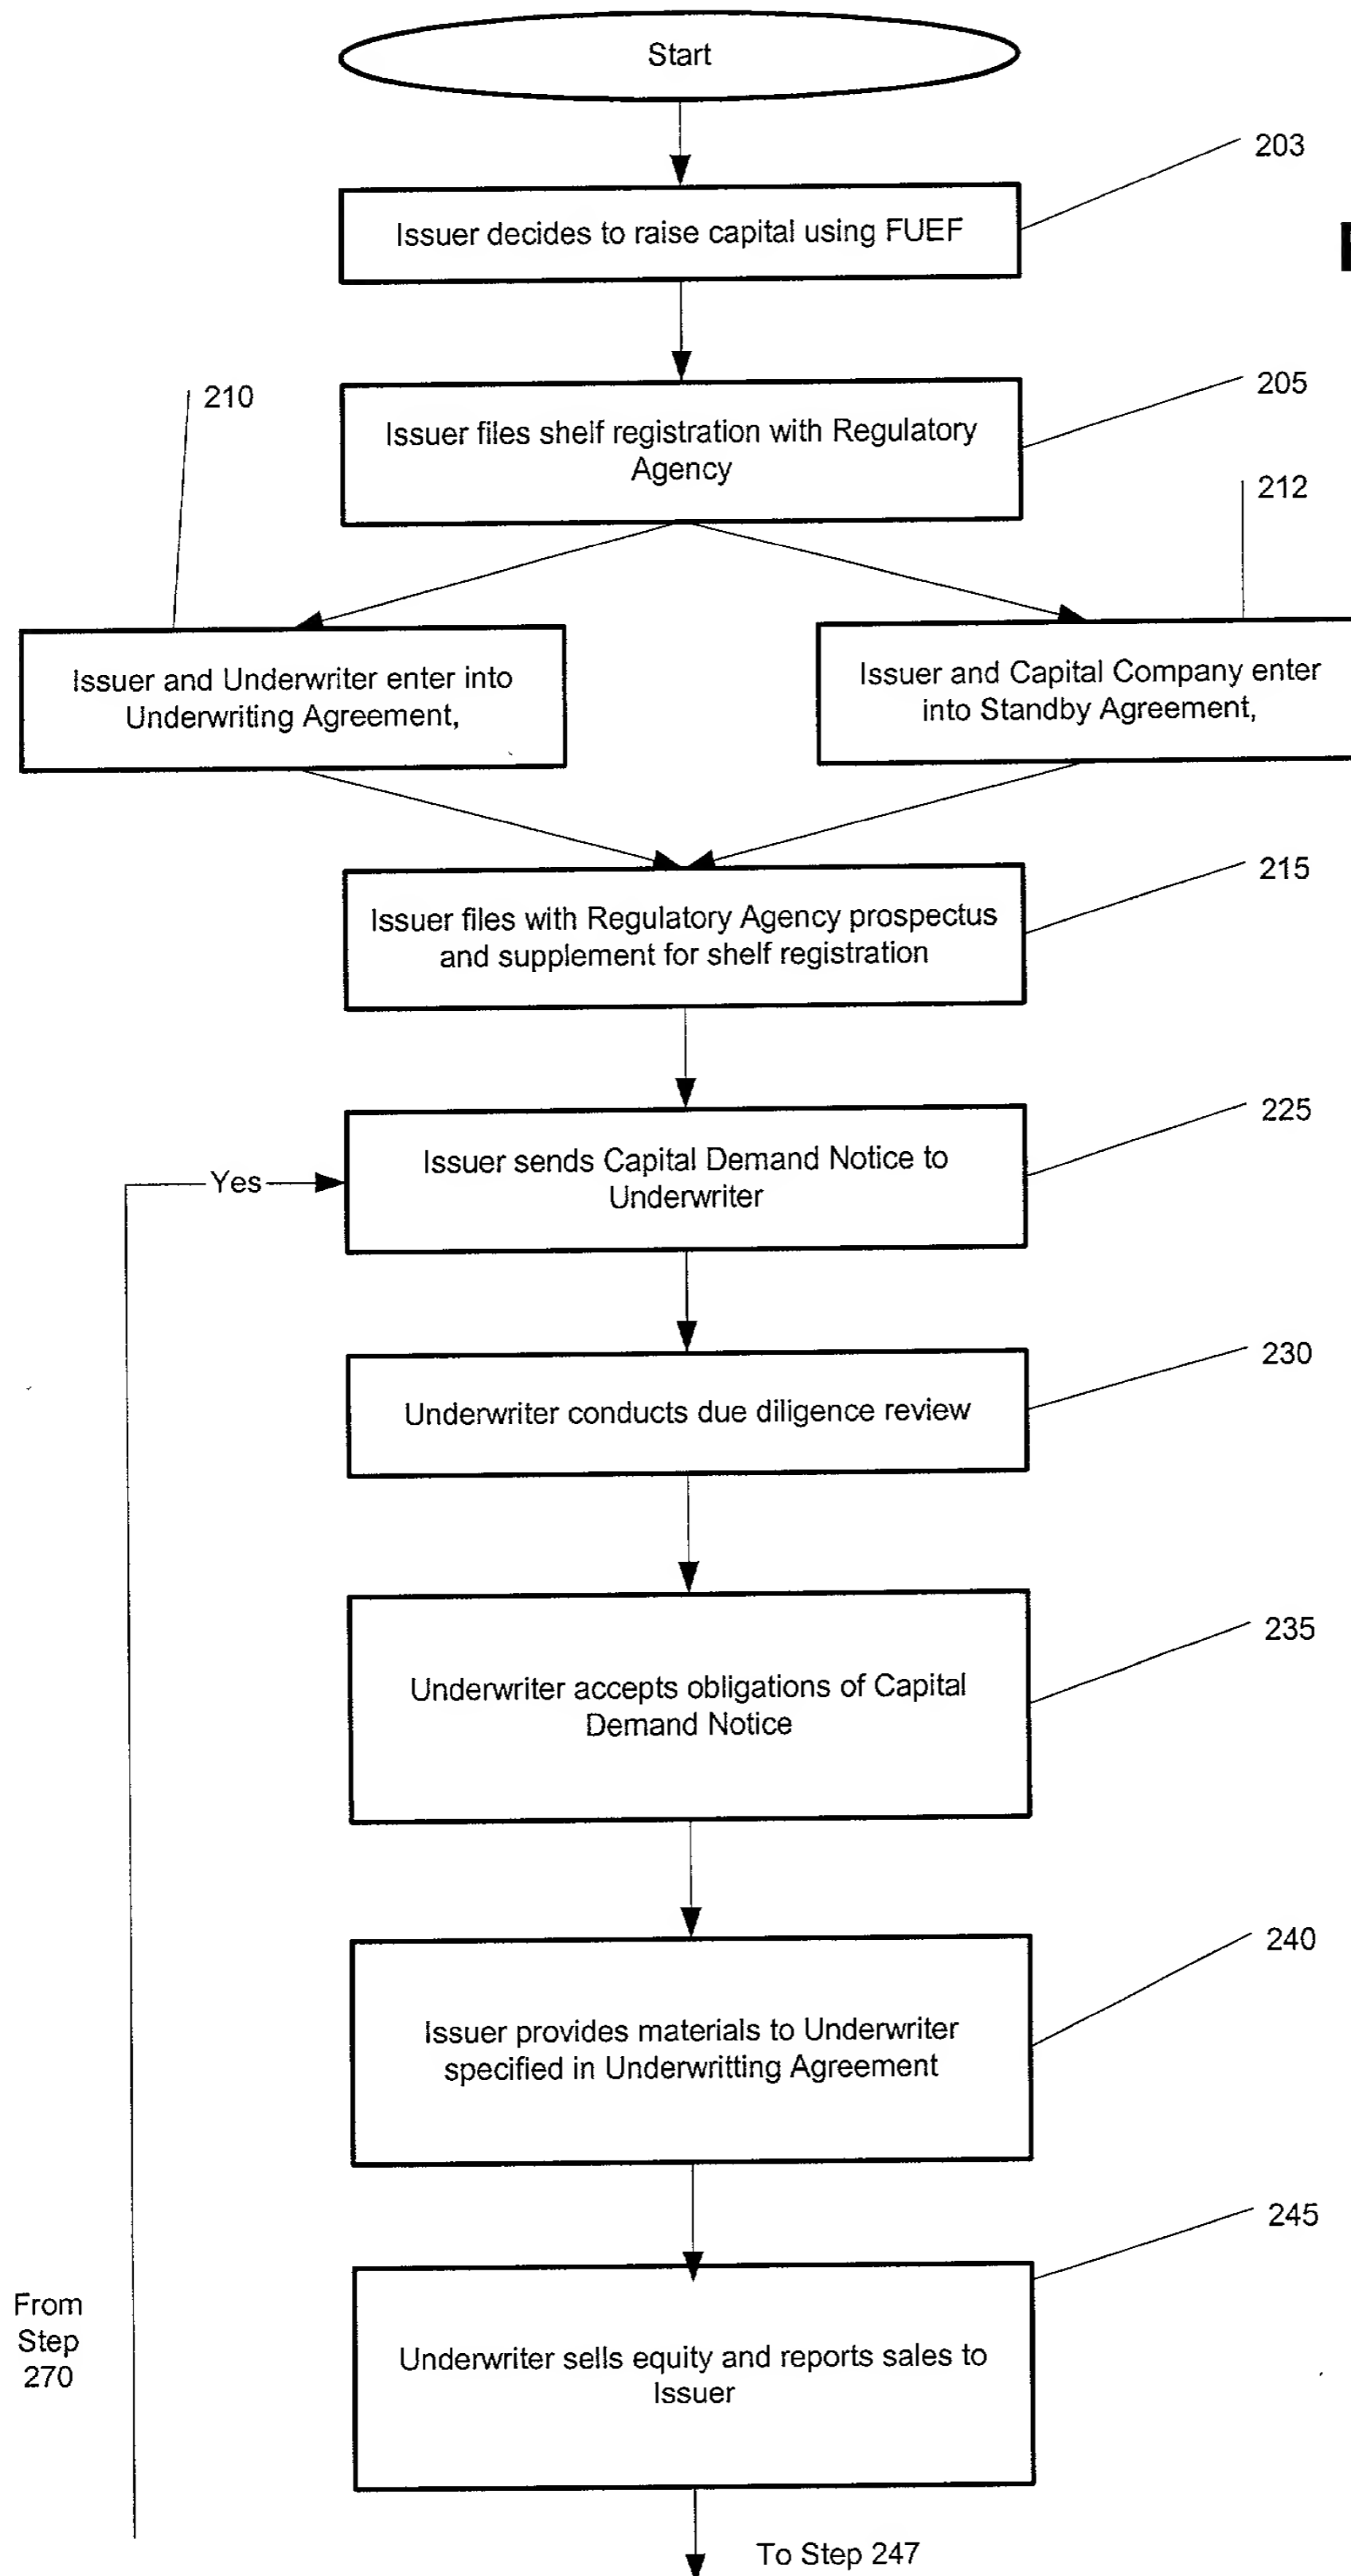 Start
203
Issuer decides to raise capital using FUEF
205
210
Issuer files shelf registration with Regulatory
Agency
212
Issuer and Underwriter enter into
Underwriting Agreement,
Issuer and Capital Company enter
into Standby Agreement,
215
Issuer files with Regulatory Agency prospectus
and supplement for shelf registration
225
Issuer sends Capital Demand Notice to
Underwriter
Yes
230
Underwriter conducts due diligence review
235
Underwriter accepts obligations of Capital
Demand Notice
240
Issuer provides materials to Underwriter
specified in Underwritting Agreement
245
From
Step
270
Underwriter sells equity and reports sales to
Issuer
To Step 247